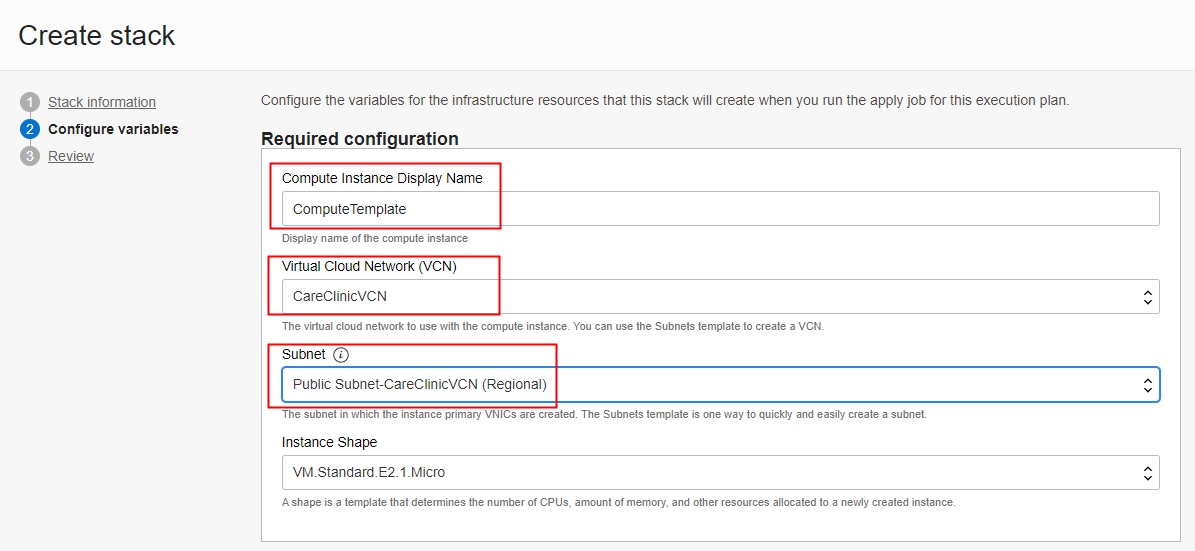 Create stack
1 Stack information
2 Configure variables
3 Review
Configure the variables for the infrastructure resources that this stack will create when you run the apply job for this execution plan.
Required configuration
Compute Instance Display Name
ComputeTemplate
Display name of the compute instance
Virtual Cloud Network (VCN)
CareClinicVCN
The virtual cloud network to use with the compute instance. You can use the Subnets template to create a VCN.
Subnet i
Public Subnet-CareClinicVCN (Regional)
The subnet in which the instance primary VNICs are created. The Subnets template is one way to quickly and easily create a subnet.
Instance Shape
VM.Standard.E2.1.Micro
A shape is a template that determines the number of CPUs, amount of memory, and other resources allocated to a newly created instance.